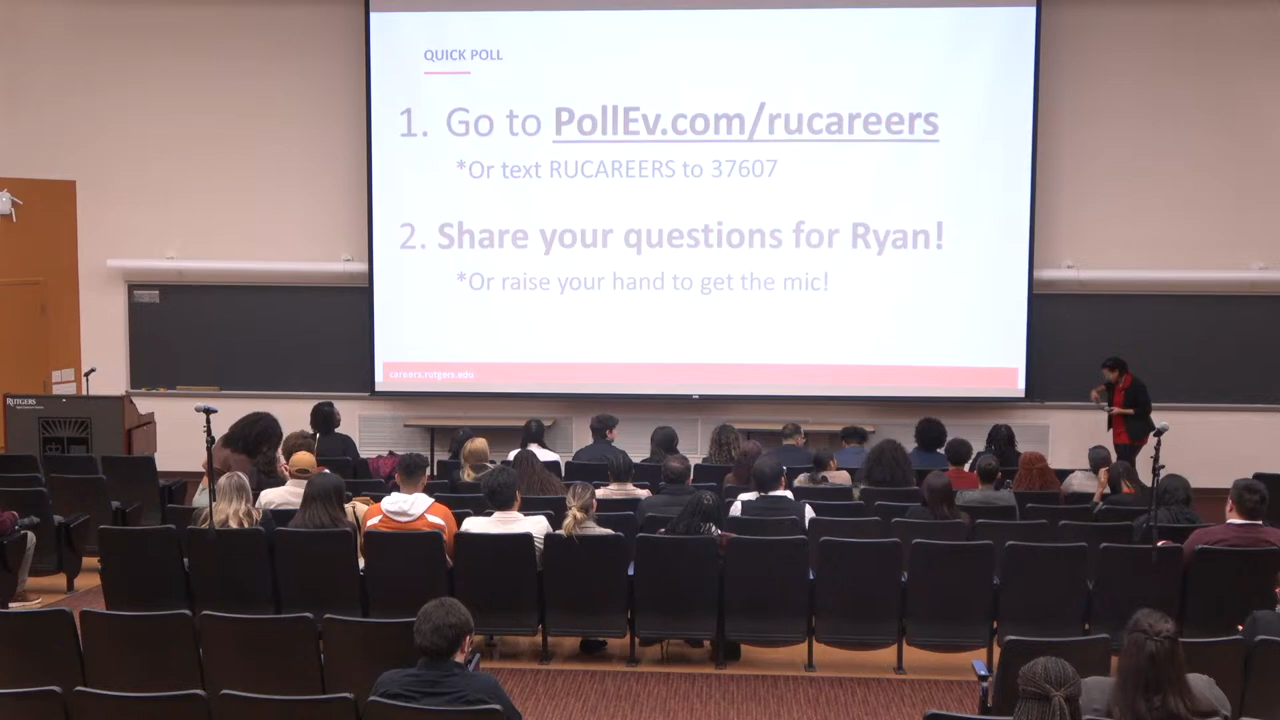 QUICK POLL
1. Go to PollEv.com/rucareers
*Or text RUCAREERS to 37607
2. Share your questions for Ryan!
*Or raise your hand to get the mic!
careers.rutgers.edu
RUTGERS